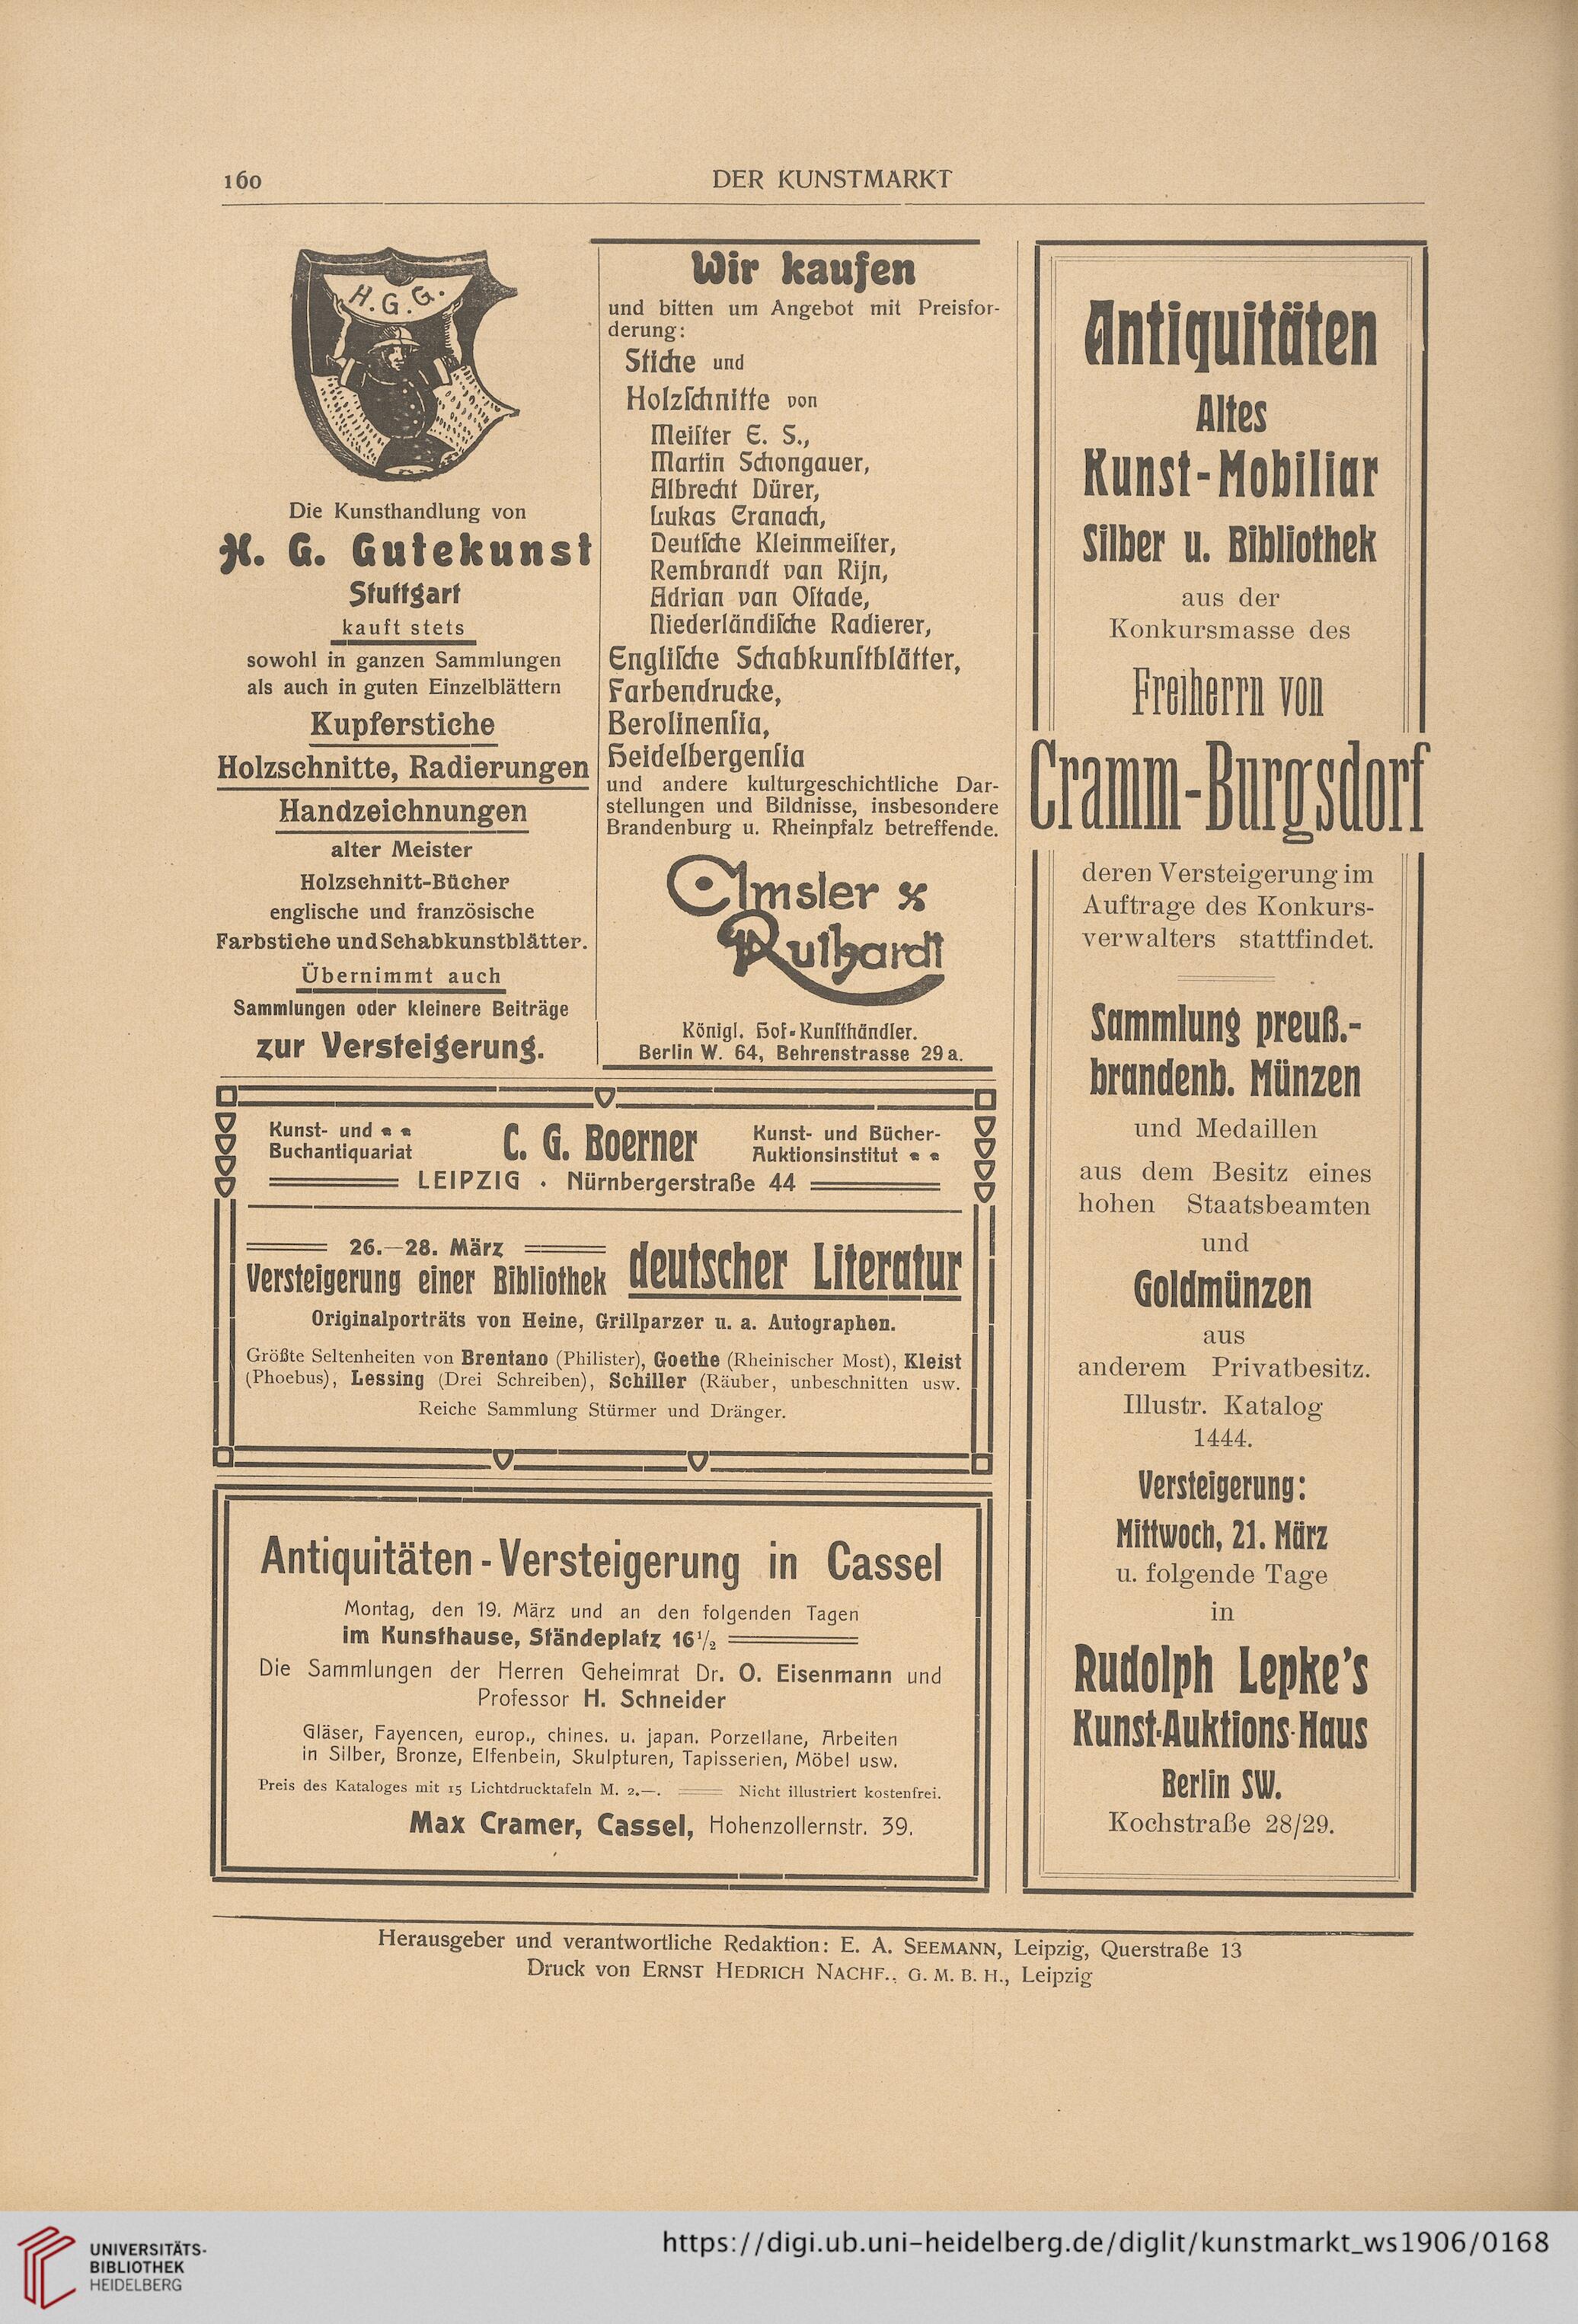 160
DER KUNSTMARKT
H. G. G.
Die Kunsthandlung von
H. G. Gutekunst
Stuttgart
kauft stets
sowohl in ganzen Sammlungen
als auch in guten Einzelblättern
Kupferstiche
Holzschnitte, Radierungen
Handzeichnungen
alter Meister
Holzschnitt-Bücher
englische und französische
Farbstiche und Schabkunstblätter.
Übernimmt auch
Sammlungen oder kleinere Beiträge
zur Versteigerung.
Wir kaufen
und bitten um Angebot mit Preisfor-
derung:
Stiche und
Holzſchnitte von
Meiſter E. S.,
Martin Schongauer,
Albrecht Dürer,
Lukas Cranach,
Deutſche Kleinmeiſter,
Rembrandt van Rijn,
Adrian van Oſtade,
Niederländiſche Radierer,
Engliſche Schabkunſtblätter,
Farbendrucke,
Berolinenſia,
Heidelbergenſia
und andere kulturgeschichtliche Dar-
stellungen und Bildnisse, insbesondere
Brandenburg u. Rheinpfalz betreffende.
Amsler &
Ruthardt
Königl. Hof-Kunſthändler.
Berlin W. 64, Behrenstrasse 29 a.
Kunst- und
Buchantiquariat
C. G. Boerner
Kunst- und Bücher-
Auktionsinstitut
LEIPZIG · Nürnbergerstraße 44
26.—28. März
Versteigerung einer Bibliothek deutscher Literatur
Originalporträts von Heine, Grillparzer u. a. Autographen.
Größte Seltenheiten von Brentano (Philister), Goethe (Rheinischer Most), Kleist
(Phoebus), Lessing (Drei Schreiben), Schiller (Räuber, unbeschnitten usw.
Reiche Sammlung Stürmer und Dränger.
Antiquitäten-Versteigerung in Cassel
Montag, den 19. März und an den folgenden Tagen
im Kunsthause, Ständeplatz 16½
Die Sammlungen der Herren Geheimrat Dr. O. Eisenmann und
Professor H. Schneider
Gläser, Fayencen, europ., chines. u. japan. Porzellane, Arbeiten
in Silber, Bronze, Elfenbein, Skulpturen, Tapisserien, Möbel usw.
Preis des Kataloges mit 15 Lichtdrucktafeln M. 2.—. Nicht illustriert kostenfrei.
Max Cramer, Cassel, Hohenzollernstr. 39.
Antiquitäten
Altes
Kunst-Mobiliar
Silber u. Bibliothek
aus der
Konkursmasse des
Freiherrn von
Cramm-Burgsdorf
deren Versteigerung im
Auftrage des Konkurs-
verwalters stattfindet.
Sammlung preuß.-
brandenb. Münzen
und Medaillen
aus dem Besitz eines
hohen Staatsbeamten
und
Goldmünzen
aus
anderem Privatbesitz.
Illustr. Katalog
1444.
Versteigerung:
Mittwoch, 21. März
u. folgende Tage
in
Rudolph Lepke's
Kunst-Auktions-Haus
Berlin SW.
Kochstraße 28/29.
Herausgeber und verantwortliche Redaktion: E. A. SEEMANN, Leipzig, Querstraße 13
Druck von ERNST HEDRICH NACHF., G. M. B. H., Leipzig
UNIVERSITÄTS-
BIBLIOTHEK
HEIDELBERG
https://digi.ub.uni-heidelberg.de/diglit/kunstmarkt_ws1906/0168